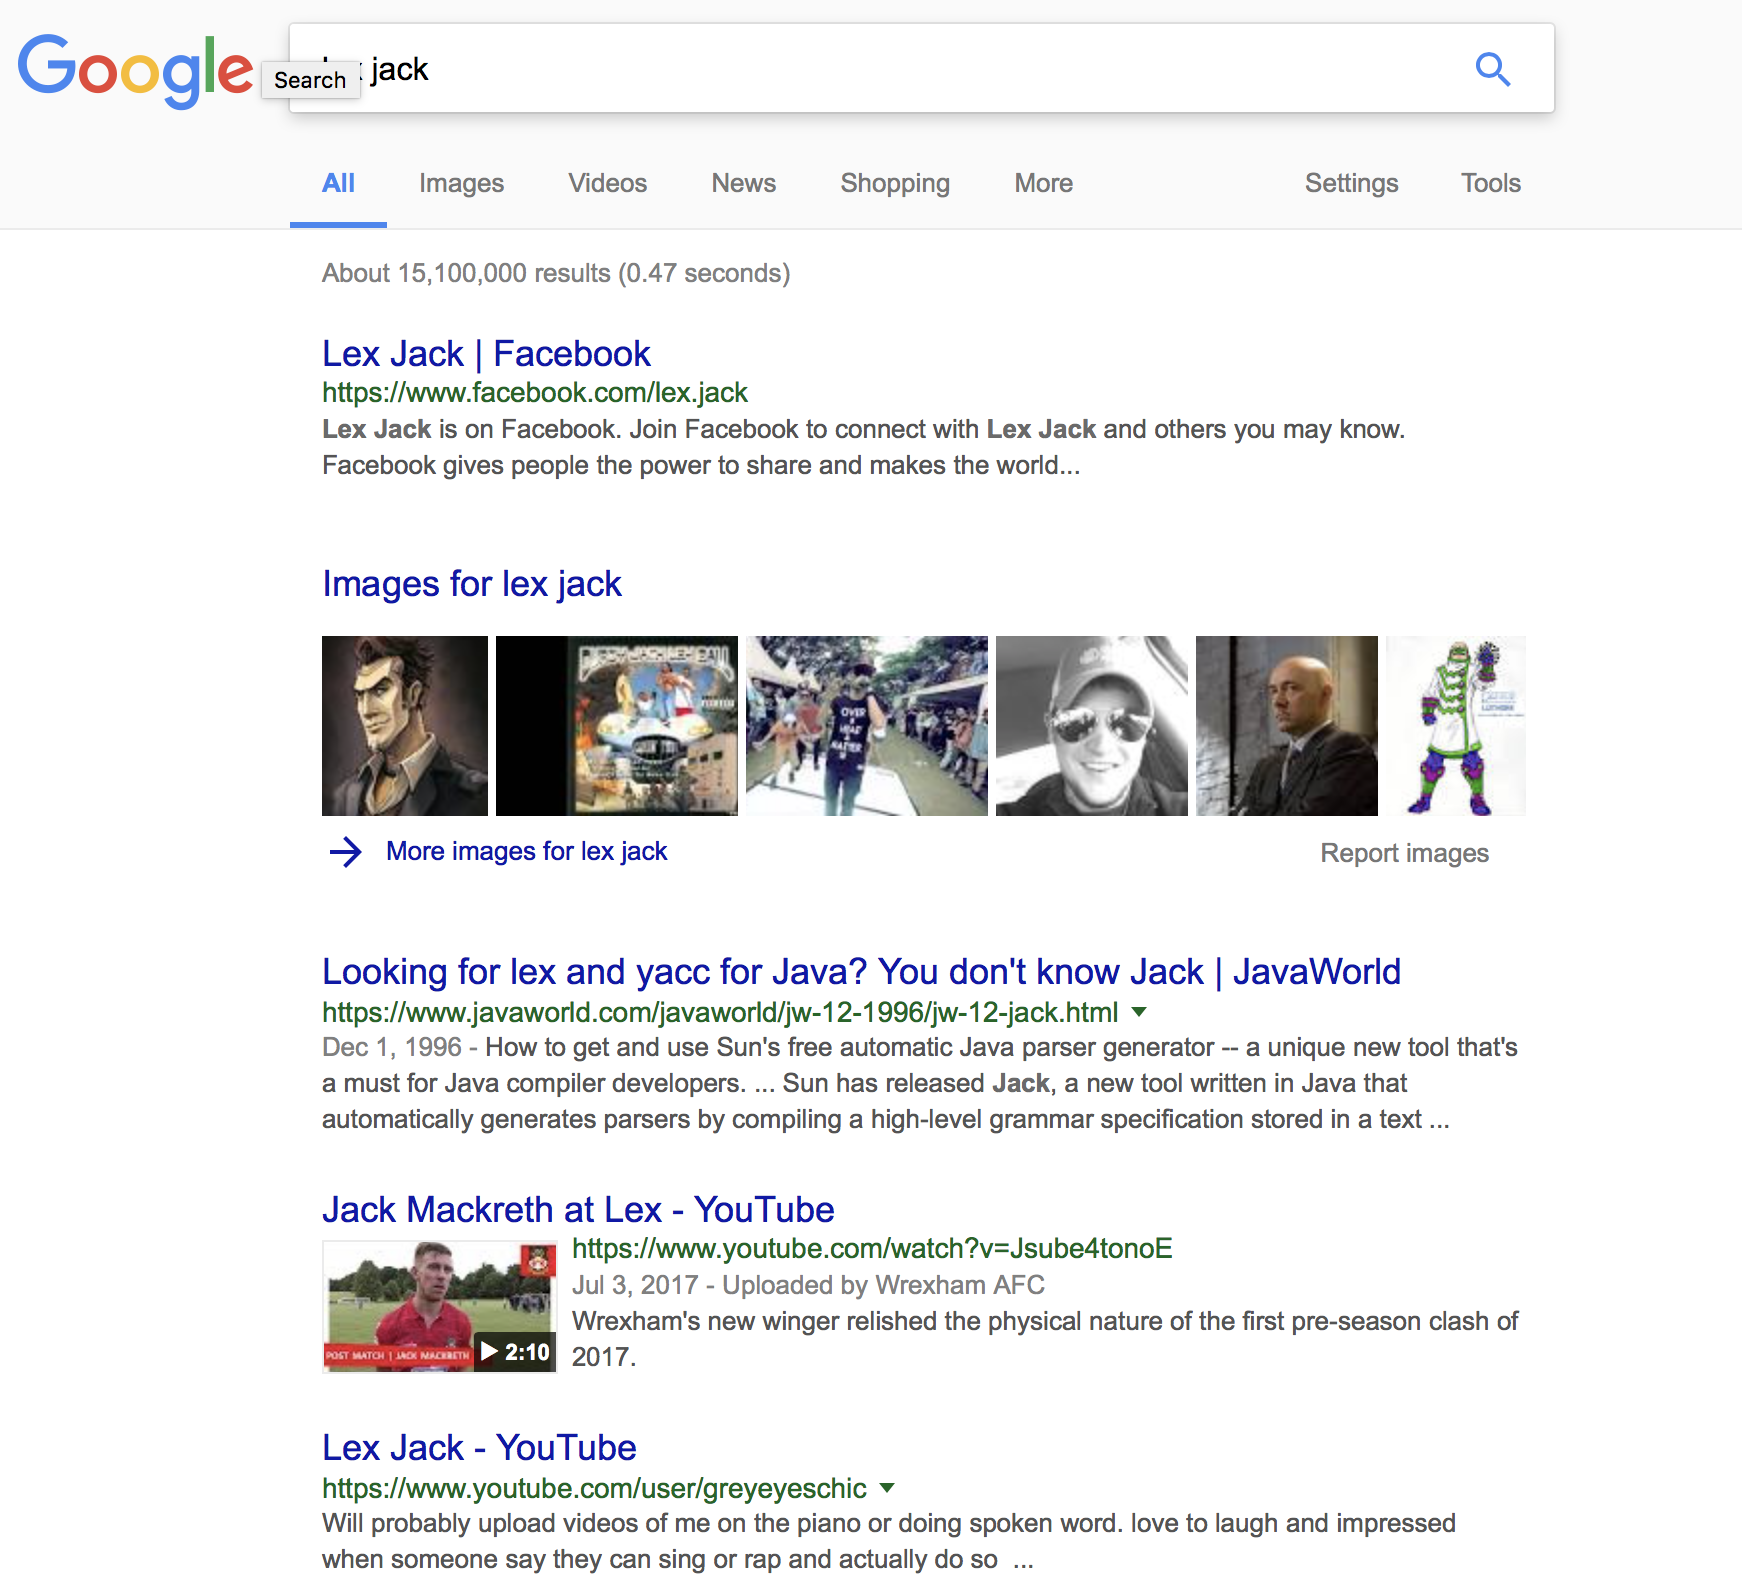 Google
Search
jack
All Images Videos News Shopping More Settings Tools
About 15,100,000 results (0.47 seconds)
Lex Jack | Facebook
https://www.facebook.com/lex.jack
Lex Jack is on Facebook. Join Facebook to connect with Lex Jack and others you may know.
Facebook gives people the power to share and makes the world...
Images for lex jack
OVER
HEAD
MATTER
More images for lex jack
Report images
Looking for lex and yacc for Java? You don't know Jack | JavaWorld
https://www.javaworld.com/javaworld/jw-12-1996/jw-12-jack.html
Dec 1, 1996 - How to get and use Sun's free automatic Java parser generator -- a unique new tool that's
a must for Java compiler developers. ... Sun has released Jack, a new tool written in Java that
automatically generates parsers by compiling a high-level grammar specification stored in a text ...
Jack Mackreth at Lex - YouTube
https://www.youtube.com/watch?v=Jsube4tonoE
Jul 3, 2017 - Uploaded by Wrexham AFC
Wrexham's new winger relished the physical nature of the first pre-season clash of
2017.
POST MATCH | JACK MACKRETH
2:10
Lex Jack - YouTube
https://www.youtube.com/user/greyeyeschic
Will probably upload videos of me on the piano or doing spoken word. love to laugh and impressed
when someone say they can sing or rap and actually do so ...